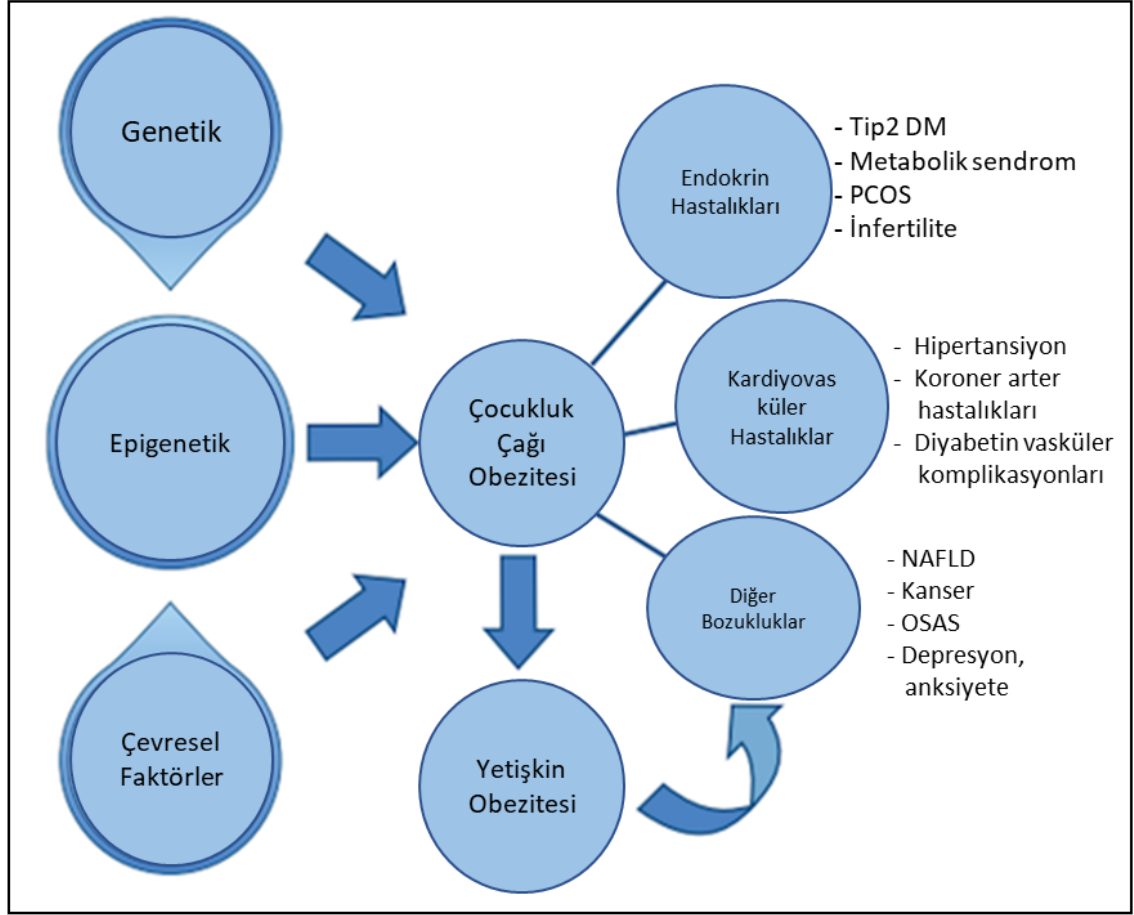 Genetik
Epigenetik
Çevresel
Faktörler
Çocukluk
Çağı
Obezitesi
Yetişkin
Obezitesi
Endokrin
Hastalıkları
- Tip2 DM
- Metabolik sendrom
- PCOS
- İnfertilite
Kardiyovas
küler
Hastalıklar
- Hipertansiyon
- Koroner arter
hastalıkları
- Diyabetin vasküler
komplikasyonları
Diğer
Bozukluklar
- NAFLD
- Kanser
- OSAS
- Depresyon,
anksiyete